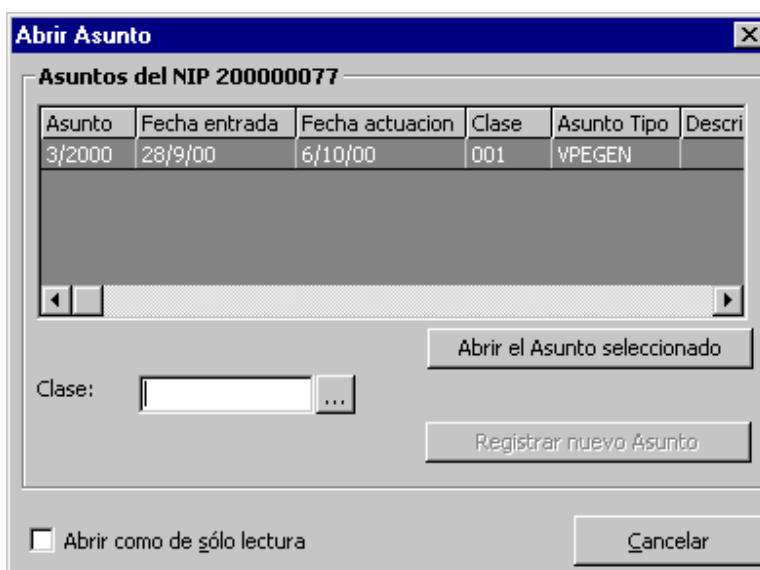 Abrir Asunto
Asuntos del NIP 200000077
Asunto Fecha entrada Fecha actuacion Clase Asunto Tipo Descri
3/2000 28/9/00 6/10/00 001 VPEGEN
Abrir el Asunto seleccionado
Clase: ...
Registrar nuevo Asunto
Abrir como de sólo lectura Cancelar